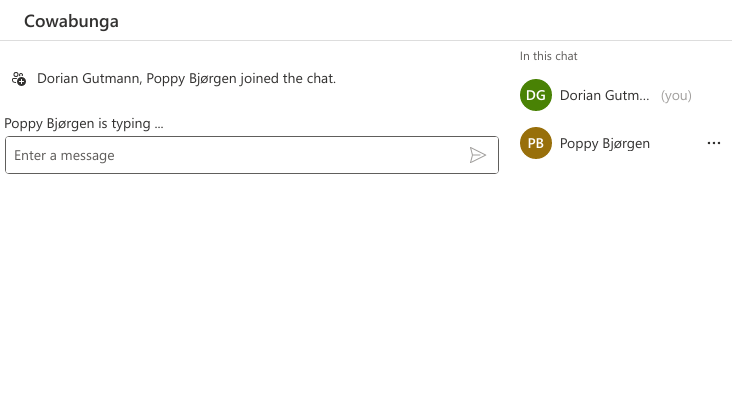 Cowabunga
In this chat
Dorian Gutmann, Poppy Bjørgen joined the chat.
DG Dorian Gutm... (you)
Poppy Bjørgen is typing ...
PB Poppy Bjørgen
Enter a message